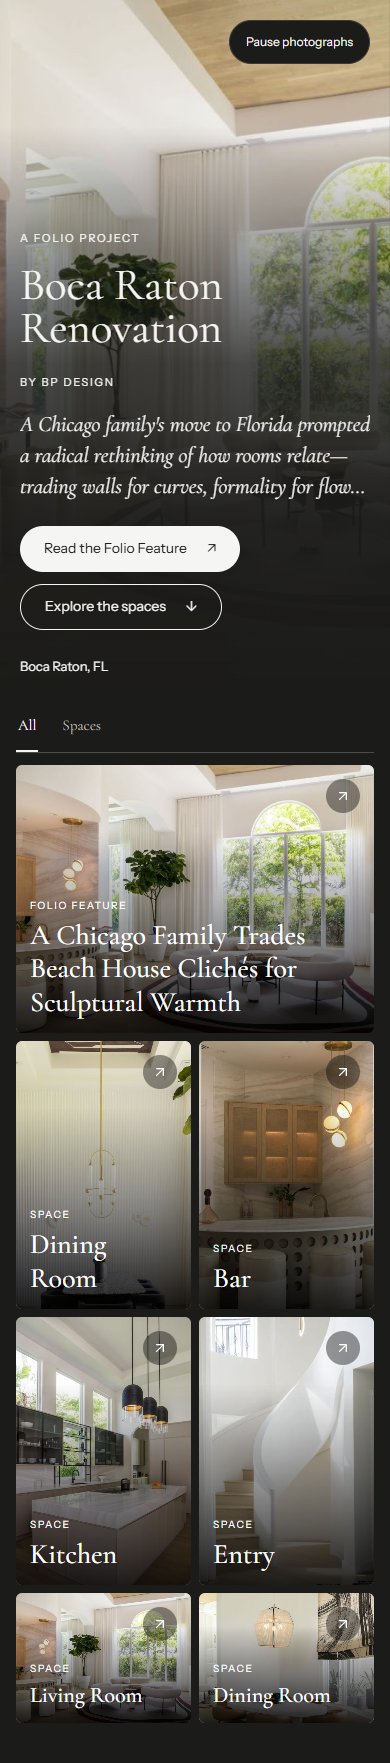 Pause photographs
A FOLIO PROJECT
Boca Raton
Renovation
BY BP DESIGN
A Chicago family's move to Florida prompted
a radical rethinking of how rooms relate—
trading walls for curves, formality for flow...
Read the Folio Feature
Explore the spaces
Boca Raton, FL
All Spaces
FOLIO FEATURE
A Chicago Family Trades
Beach House Clichés for
Sculptural Warmth
SPACE
Dining
Room
SPACE
Bar
SPACE
Kitchen
SPACE
Entry
SPACE
Living Room
SPACE
Dining Room